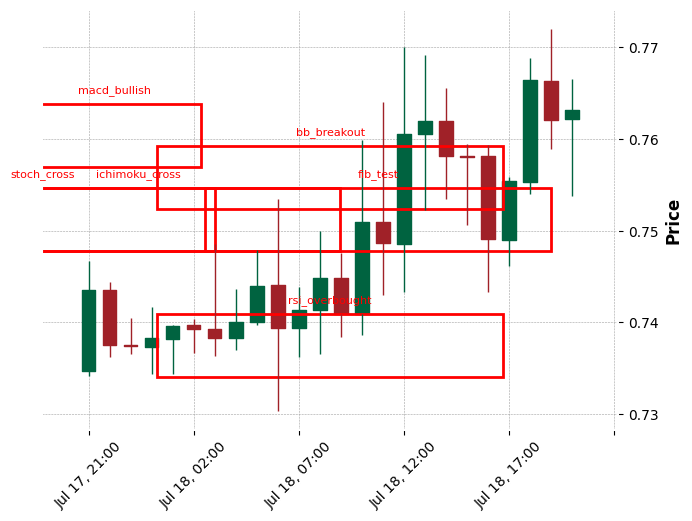 macd_bullish
bb_breakout
stoch_cross
ichimoku_cross
fib_test
rsi_overbought
0.77
0.76
0.75
0.74
0.73
Price
Jul 17, 21:00
Jul 18, 02:00
Jul 18, 07:00
Jul 18, 12:00
Jul 18, 17:00